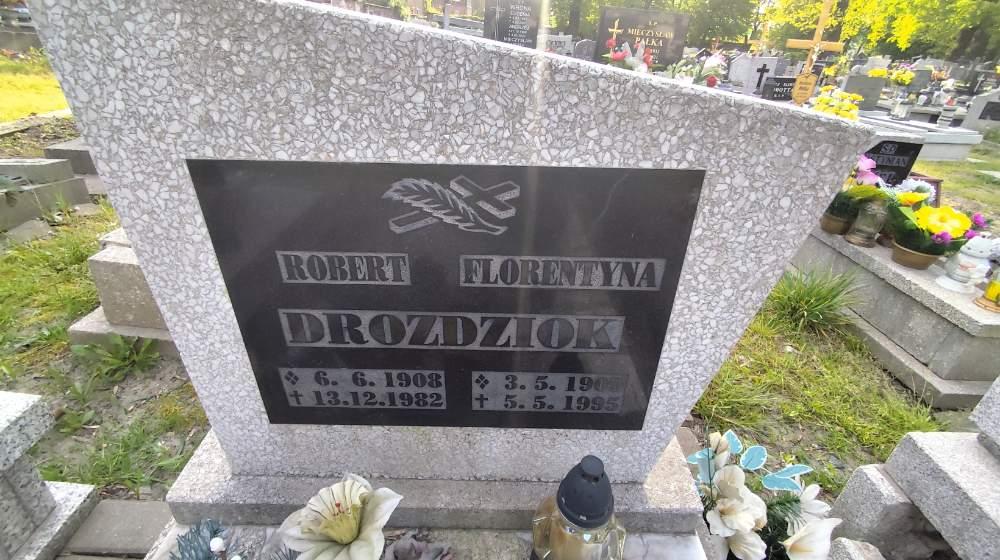 MIECZYSŁAW
PAŁKA
ROBERT FLORENTYNA
DROZDZIOK
6. 6. 1908 3. 5.
13.12.1982 5. 5. 1995